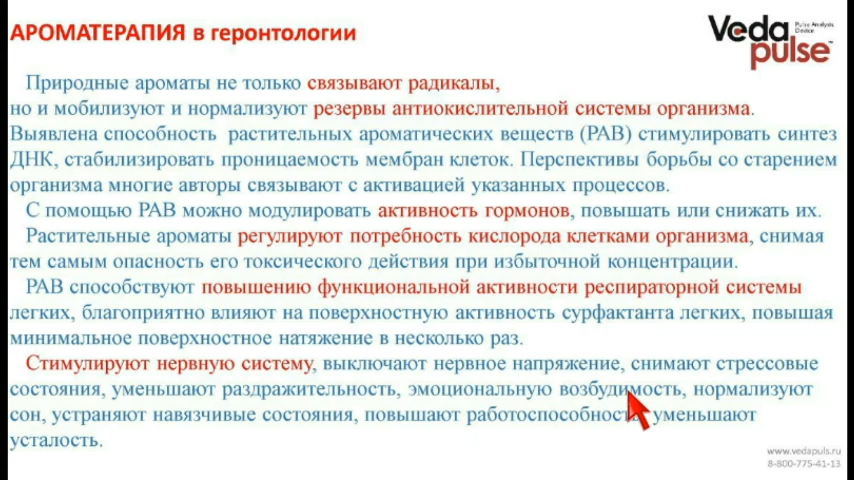 АРОМАТЕРАПИЯ в геронтологии
Veda
pulse™
Pulse Analysis
Device
Природные ароматы не только связывают радикалы,
но и мобилизуют и нормализуют резервы антиокислительной системы организма.
Выявлена способность растительных ароматических веществ (РАВ) стимулировать синтез
ДНК, стабилизировать проницаемость мембран клеток. Перспективы борьбы со старением
организма многие авторы связывают с активацией указанных процессов.
С помощью РАВ можно модулировать активность гормонов, повышать или снижать их.
Растительные ароматы регулируют потребность кислорода клетками организма, снимая
тем самым опасность его токсического действия при избыточной концентрации.
РАВ способствуют повышению функциональной активности респираторной системы
легких, благоприятно влияют на поверхностную активность сурфактанта легких, повышая
минимальное поверхностное натяжение в несколько раз.
Стимулируют нервную систему, выключают нервное напряжение, снимают стрессовые
состояния, уменьшают раздражительность, эмоциональную возбудимость, нормализуют
сон, устраняют навязчивые состояния, повышают работоспособность, уменьшают
усталость.
www.vedapuls.ru
8-800-775-41-13